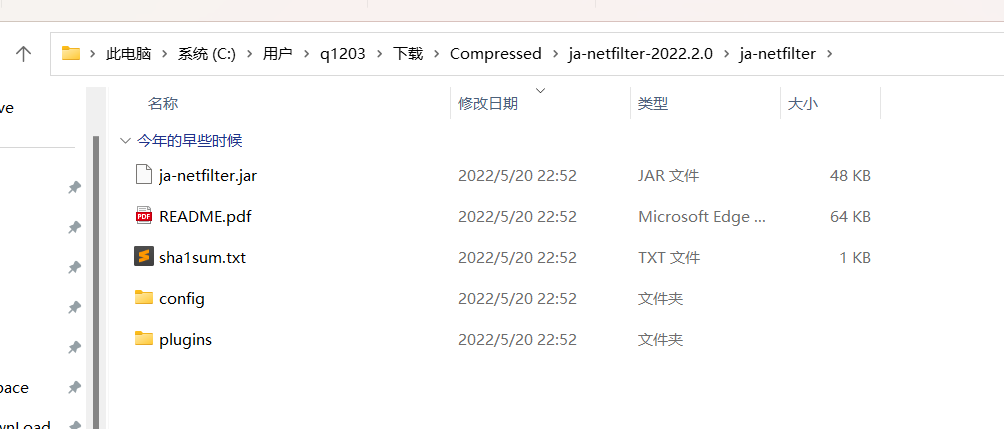 此电脑 系统 (C:) 用户 q1203 下载 Compressed ja-netfilter-2022.2.0 ja-netfilter
名称 修改日期 类型 大小
今年的早些时候
ja-netfilter.jar 2022/5/20 22:52 JAR 文件 48 KB
README.pdf 2022/5/20 22:52 Microsoft Edge ... 64 KB
sha1sum.txt 2022/5/20 22:52 TXT 文件 1 KB
config 2022/5/20 22:52 文件夹
plugins 2022/5/20 22:52 文件夹